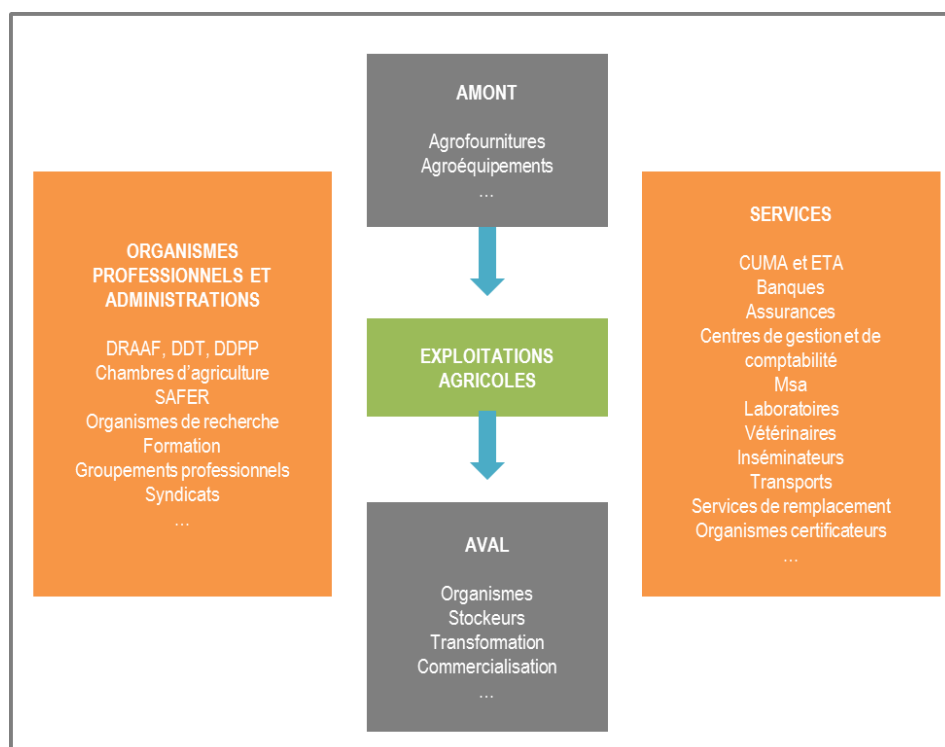 AMONT
Agrofournitures
Agroéquipements
…
ORGANISMES
PROFESSIONNELS ET
ADMINISTRATIONS
DRAAF, DDT, DDPP
Chambres d’agriculture
SAFER
Organismes de recherche
Formation
Groupements professionnels
Syndicats
…
EXPLOITATIONS
AGRICOLES
SERVICES
CUMA et ETA
Banques
Assurances
Centres de gestion et de
comptabilité
Msa
Laboratoires
Vétérinaires
Inséminateurs
Transports
Services de remplacement
Organismes certificateurs
…
AVAL
Organismes
Stockeurs
Transformation
Commercialisation
…